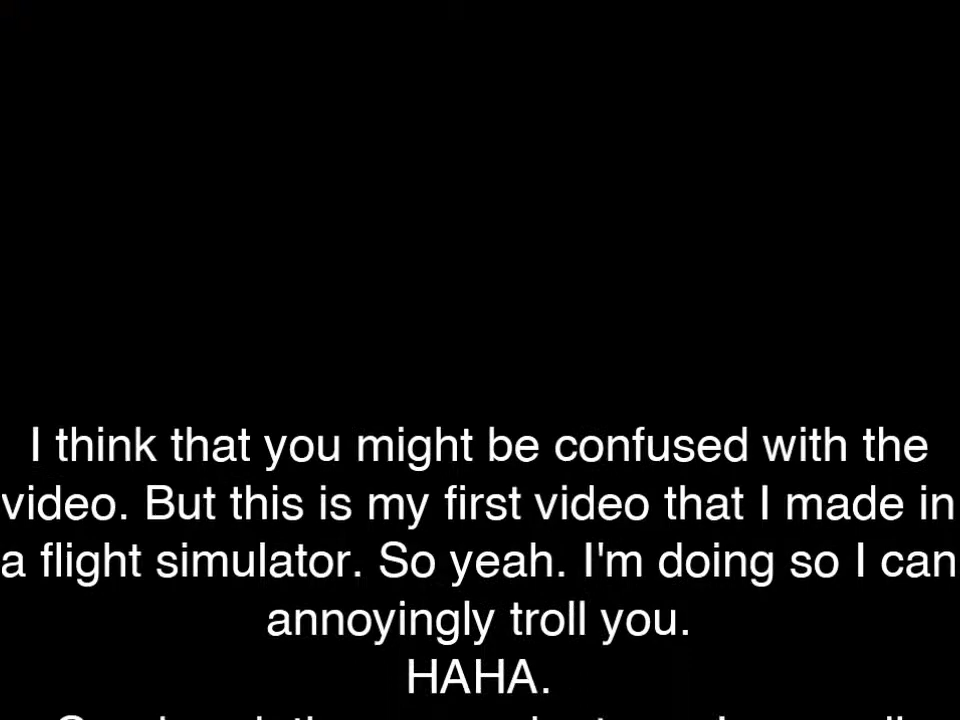 I think that you might be confused with the
video. But this is my first video that I made in
a flight simulator. So yeah. I'm doing so I can
annoyingly troll you.
HAHA.